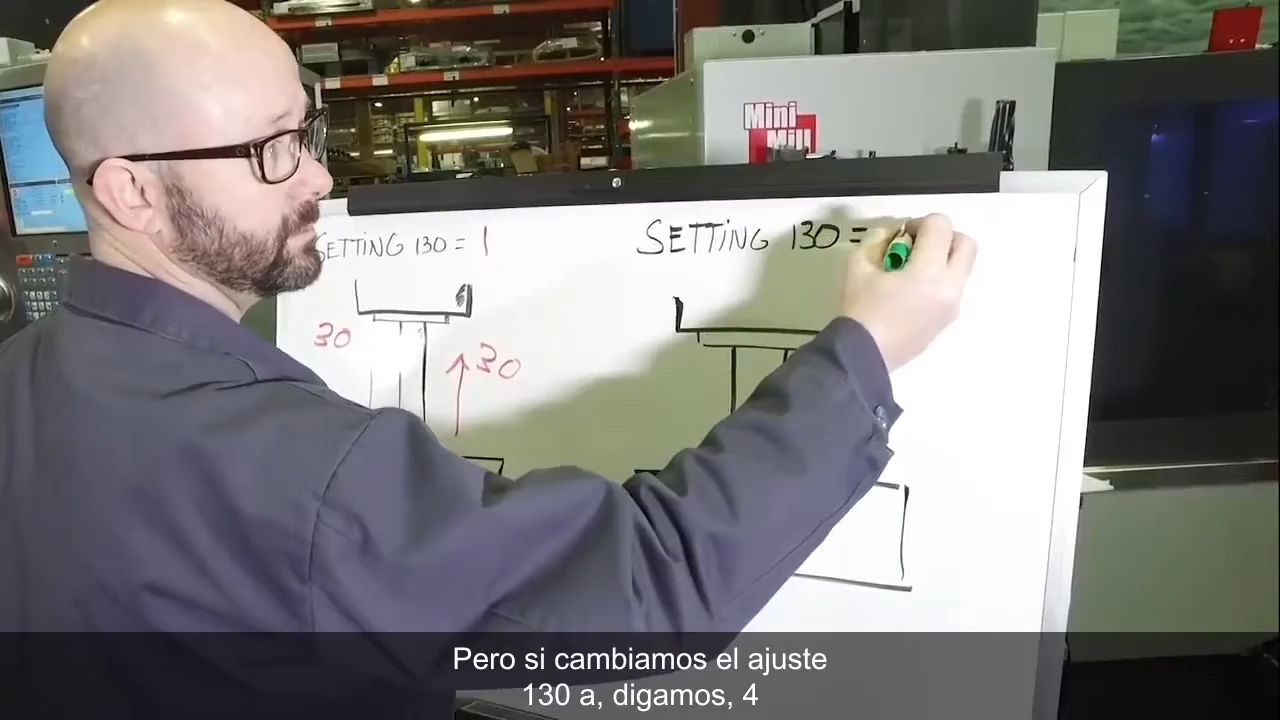 Mini
Mill
SETTING 130 = 1
SETTING 130 =
30
30
Pero si cambiamos el ajuste
130 a, digamos, 4